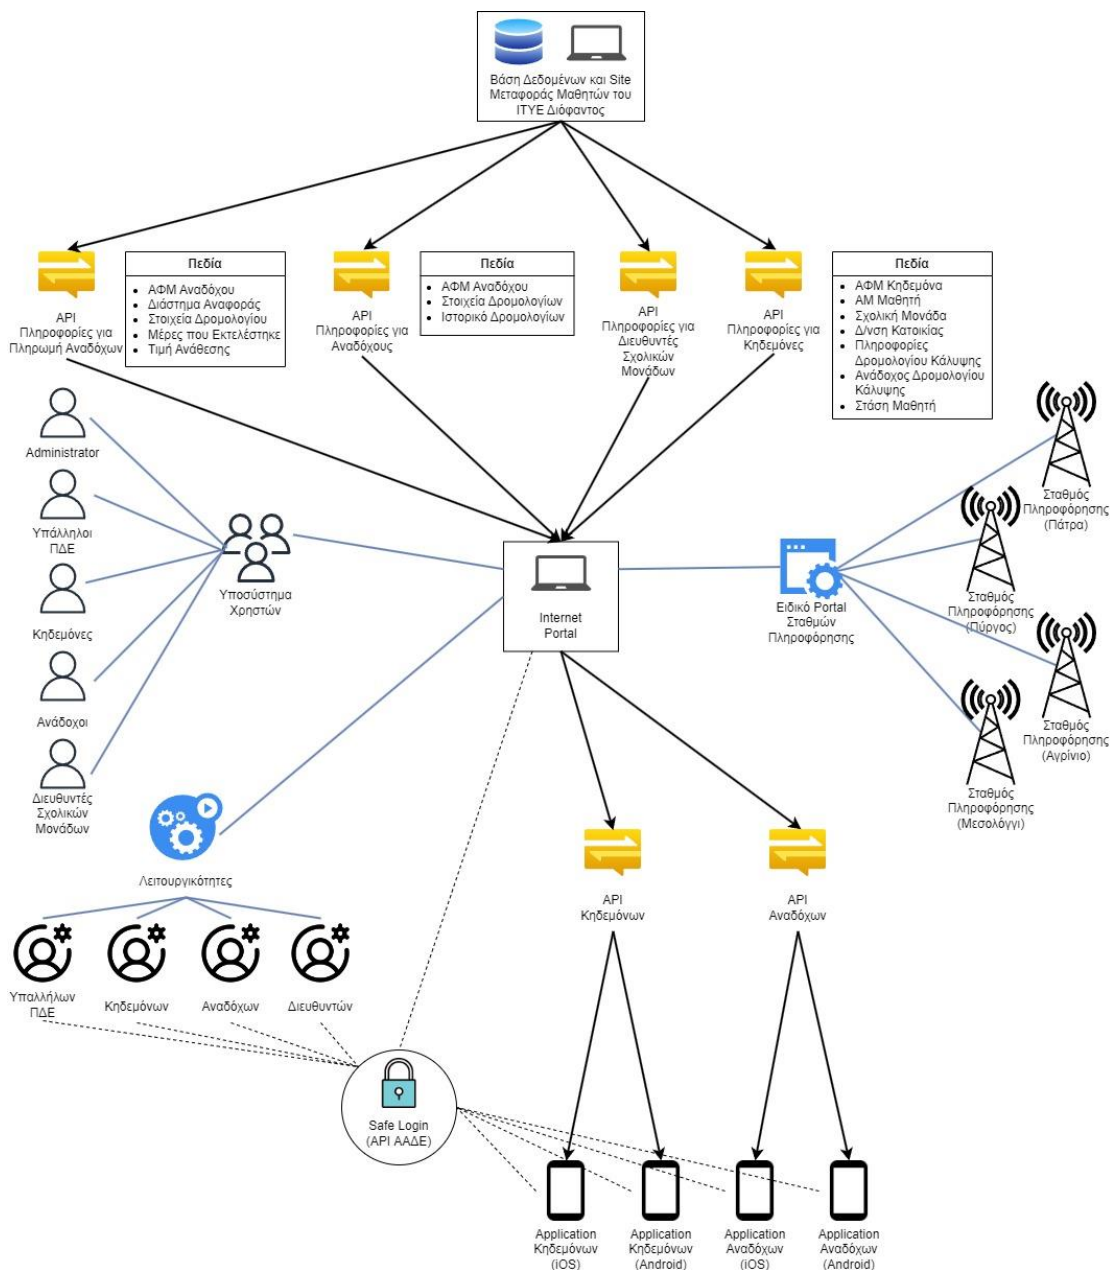 Βάση Δεδομένων και Site
Μεταφοράς Μαθητών του
ΙΤΥΕ Διόφαντος
API
Πληροφορίες για
Πληρωμή Αναδόχων
Πεδία
ΑΦΜ Αναδόχου
Διάστημα Αναφοράς
Στοιχεία Δρομολογίου
Μέρες που Εκτελέστηκε
Τιμή Ανάθεσης
API
Πληροφορίες για
Αναδόχους
Πεδία
ΑΦΜ Αναδόχου
Στοιχεία Δρομολογίων
Ιστορικό Δρομολογίων
API
Πληροφορίες για
Διευθυντές
Σχολικών
Μονάδων
API
Πληροφορίες για
Κηδεμόνες
Πεδία
ΑΦΜ Κηδεμόνα
ΑΜ Μαθητή
Σχολική Μονάδα
Δ/νση Κατοικίας
Πληροφορίες
Δρομολογίου Κάλυψης
Ανάδοχος Δρομολογίου
Κάλυψης
Στάση Μαθητή
Administrator
Υπάλληλοι
ΠΔΕ
Κηδεμόνες
Ανάδοχοι
Διευθυντές
Σχολικών
Μονάδων
Υποσύστημα
Χρηστών
Internet
Portal
Ειδικό Portal
Σταθμών
Πληροφόρησης
Σταθμός
Πληροφόρησης
(Πάτρα)
Σταθμός
Πληροφόρησης
(Πύργος)
Σταθμός
Πληροφόρησης
(Αγρίνιο)
Σταθμός
Πληροφόρησης
(Μεσολόγγι)
Λειτουργικότητες
Υπαλλήλων
ΠΔΕ
Κηδεμόνων
Αναδόχων
Διευθυντών
API
Κηδεμόνων
API
Αναδόχων
Safe Login
(API ΑΑΔΕ)
Application
Κηδεμόνων
(iOS)
Application
Κηδεμόνων
(Android)
Application
Αναδόχων
(iOS)
Application
Αναδόχων
(Android)